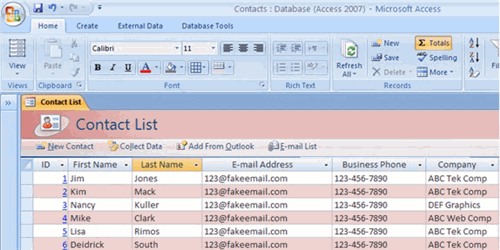 Contacts : Database (Access 2007) - Microsoft Access
Home Create External Data Database Tools
View Paste Calibri 11 B I U Refresh All New Save Delete Totals Spelling More
Views Clipboard Font Rich Text Records
Contact List
Contact List
New Contact Collect Data Add From Outlook E-mail List
ID First Name Last Name E-mail Address Business Phone Company
1 Jim Jones 123@fakeemail.com 123-456-7890 ABC Tek Comp
2 Kim Mack 123@fakeemail.com 123-456-7890 ABC Tek Comp
3 Nancy Kuller 123@fakeemail.com 123-456-7890 DEF Graphics
4 Mike Clark 123@fakeemail.com 123-456-7890 ABC Web Comp
5 Lisa Rimos 123@fakeemail.com 123-456-7890 ABC Tek Comp
6 Deidrick South 123@fakeemail.com 123-456-7890 ABC Tek Comp